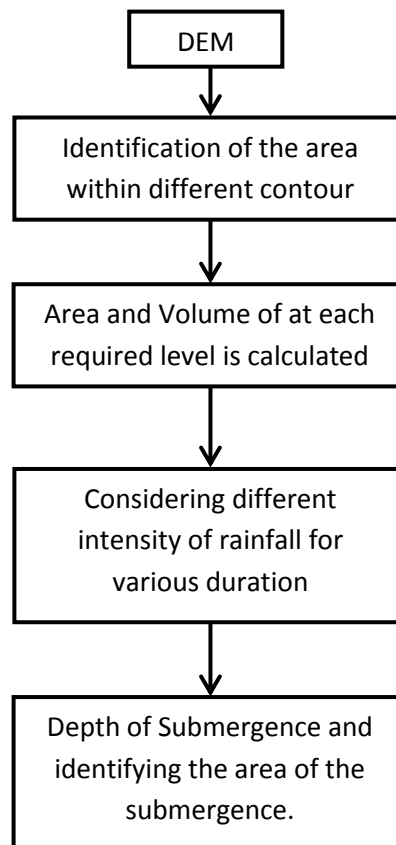 DEM
Identification of the area
within different contour
Area and Volume of at each
required level is calculated
Considering different
intensity of rainfall for
various duration
Depth of Submergence and
identifying the area of the
submergence.